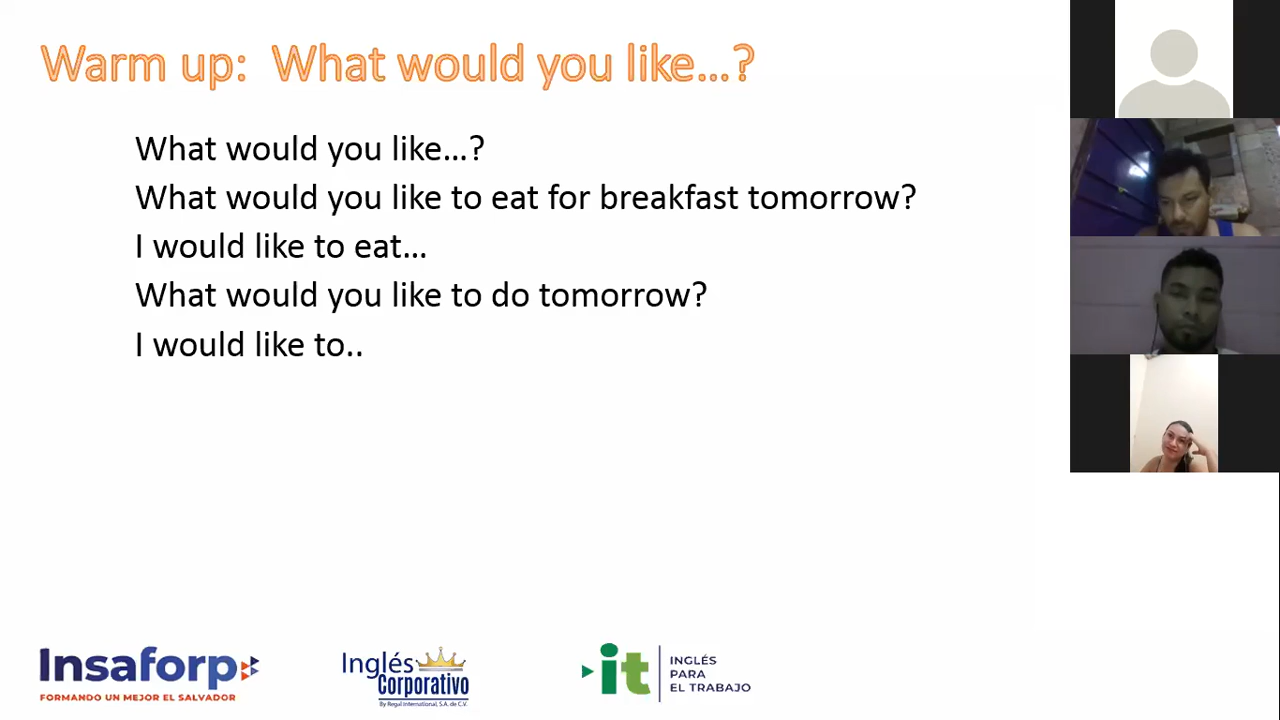 Warm up: What would you like...?
What would you like...?
What would you like to eat for breakfast tomorrow?
I would like to eat...
What would you like to do tomorrow?
I would like to..
Insaforp
FORMANDO UN MEJOR EL SALVADOR
Inglés
Corporativo
By Regal International, S.A. de C.V.
it
INGLÉS
PARA
EL TRABAJO